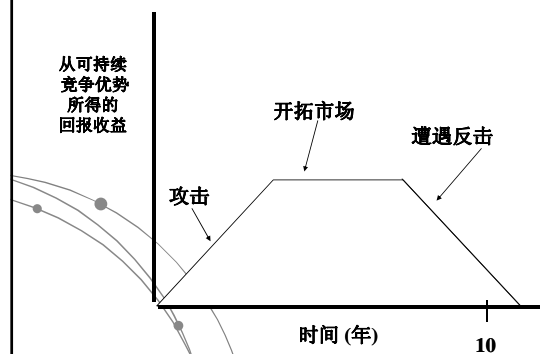 从可持续
竞争优势
所得的
回报收益
开拓市场
遭遇反击
攻击
时间 (年)
10